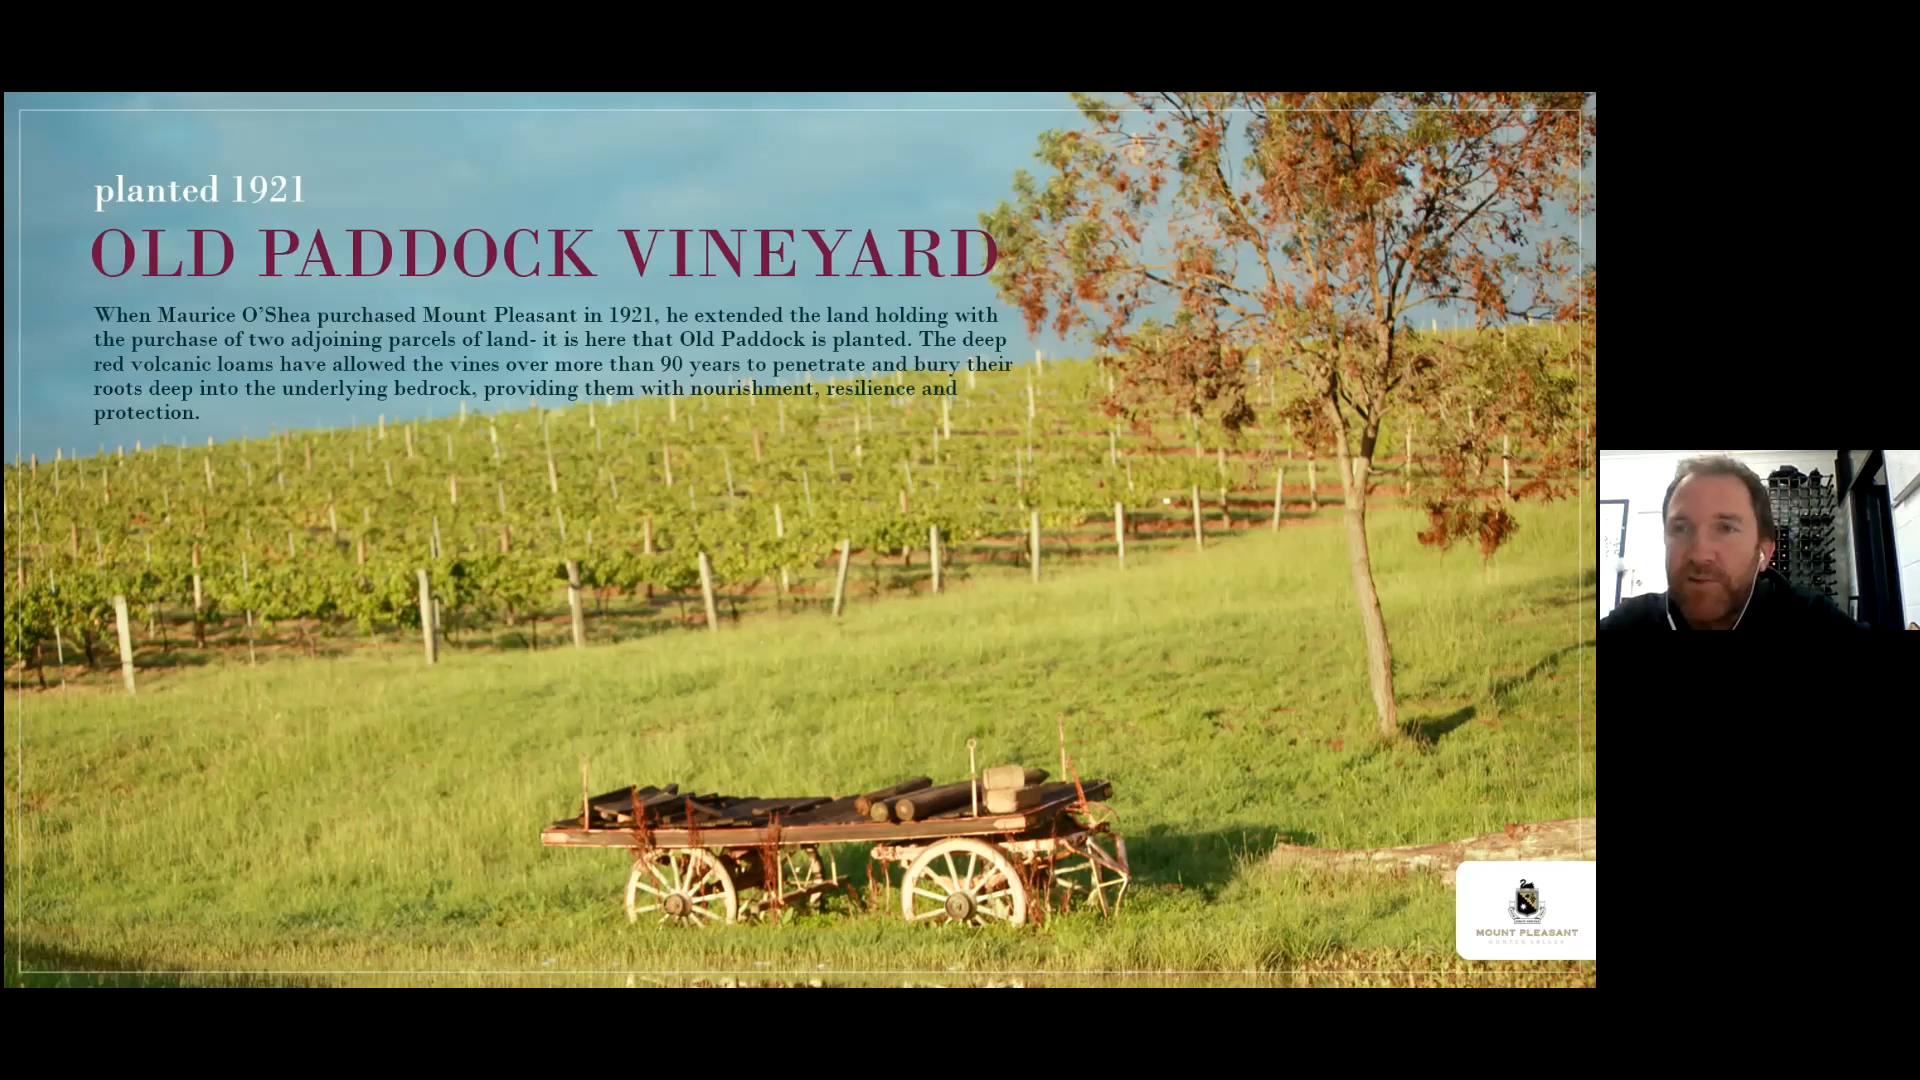 planted 1921
OLD PADDOCK VINEYARD
When Maurice O'Shea purchased Mount Pleasant in 1921, he extended the land holding with
the purchase of two adjoining parcels of land- it is here that Old Paddock is planted. The deep
red volcanic loams have allowed the vines over more than 90 years to penetrate and bury their
roots deep into the underlying bedrock, providing them with nourishment, resilience and
protection.
MOUNT PLEASANT
HUNTER VALLEY